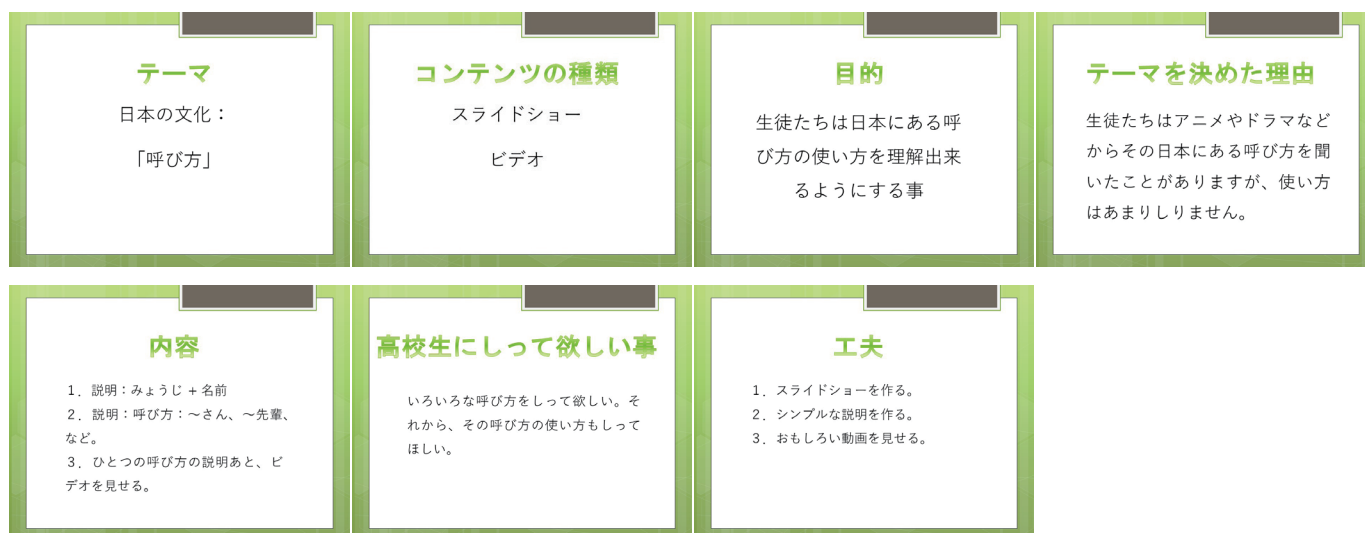 テーマ
日本の文化：
「呼び方」
コンテンツの種類
スライドショー
ビデオ
目的
生徒たちは日本にある呼
び方の使い方を理解出来
るようにする事
テーマを決めた理由
生徒たちはアニメやドラマなど
からその日本にある呼び方を聞
いたことがありますが、使い方
はあまりしりません。
内容
1．説明：みょうじ + 名前
2．説明：呼び方：～さん、～先輩、
など。
3．ひとつの呼び方の説明あと、ビ
デオを見せる。
高校生にしって欲しい事
いろいろな呼び方をしって欲しい。そ
れから、その呼び方の使い方もしって
ほしい。
工夫
1．スライドショーを作る。
2．シンプルな説明を作る。
3．おもしろい動画を見せる。